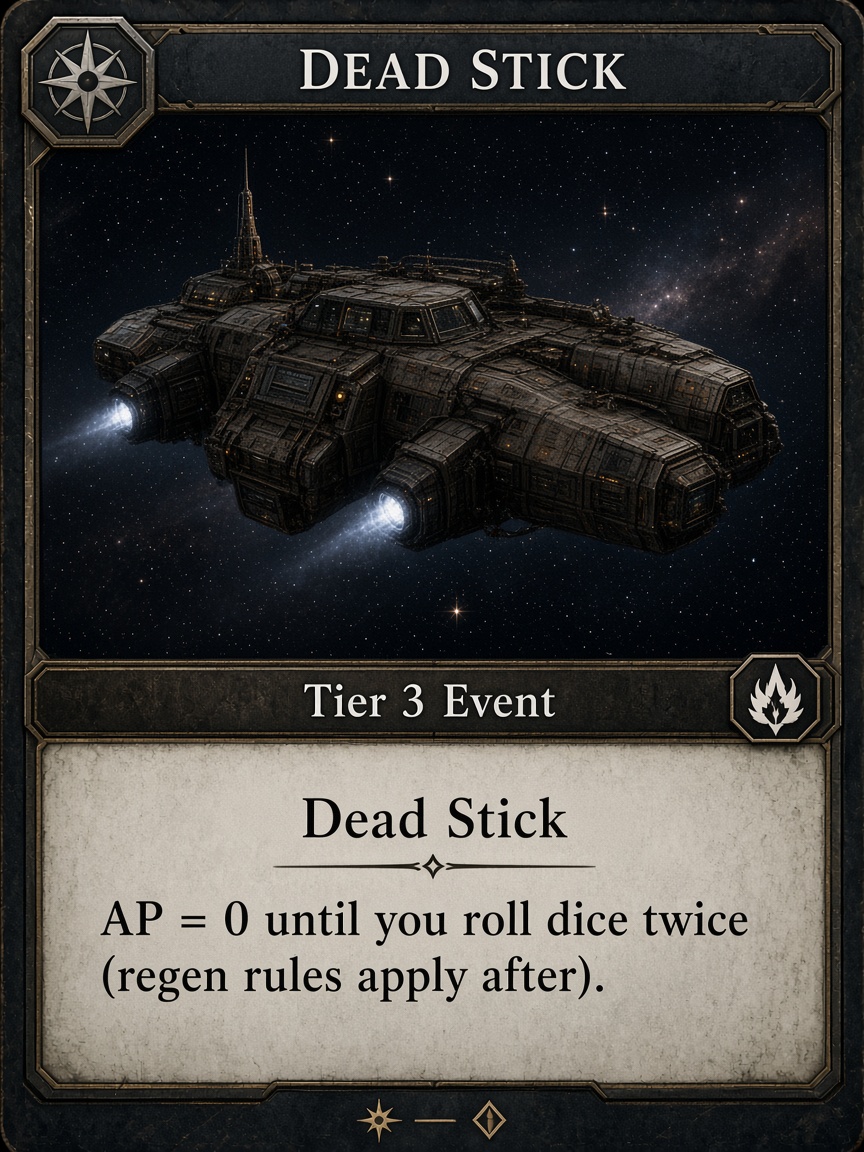 DEAD STICK
Tier 3 Event
Dead Stick
AP = 0 until you roll dice twice
(regen rules apply after).